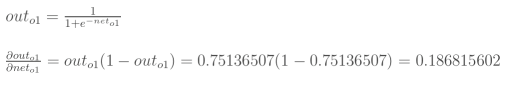 out_{o1} = \frac{1}{1+e^{-net_{o1}}}
\frac{\partial out_{o1}}{\partial net_{o1}} = out_{o1}(1 - out_{o1}) = 0.75136507(1 - 0.75136507) = 0.186815602